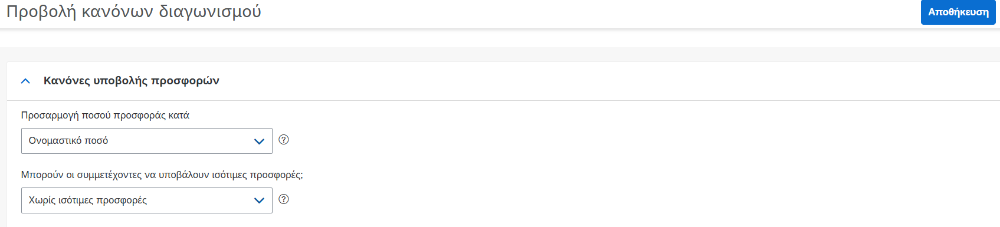 Προβολή κανόνων διαγωνισμού
Αποθήκευση
Κανόνες υποβολής προσφορών
Προσαρμογή ποσού προσφοράς κατά
Ονομαστικό ποσό
Μπορούν οι συμμετέχοντες να υποβάλουν ισότιμες προσφορές;
Χωρίς ισότιμες προσφορές